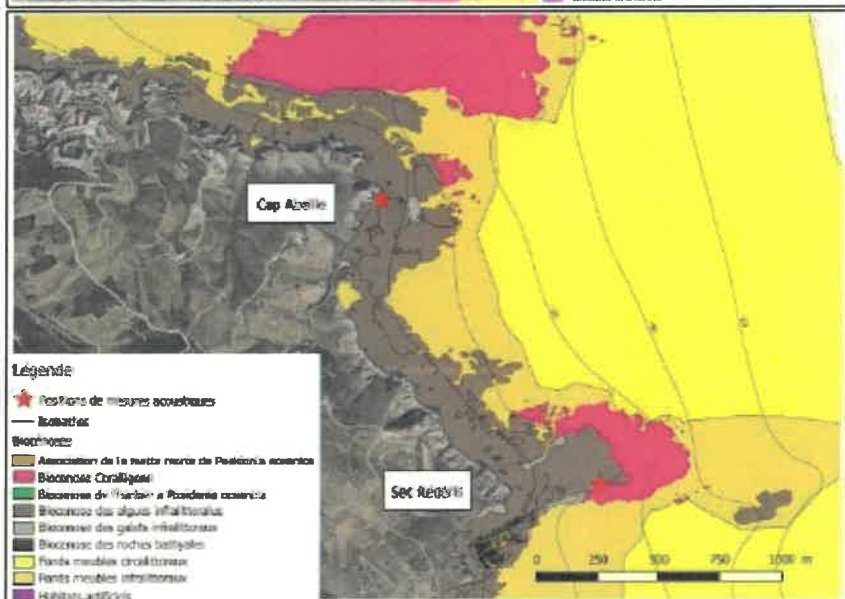 Cap Abeille
Légende
Positions de mesures acoustiques
Isobathes
Biocénoses
Association de la matte morte de Posidonia oceanica
Biocénose Coralligène
Biocénose de l'herbier à Posidonia oceanica
Biocénose des algues infralittorales
Biocénose des galets infralittoraux
Biocénose des roches bathyales
Fonds meubles circalittoraux
Fonds meubles infralittoraux
Habitats artificiels
Sec Rédéris
0 250 500 750 1000 m